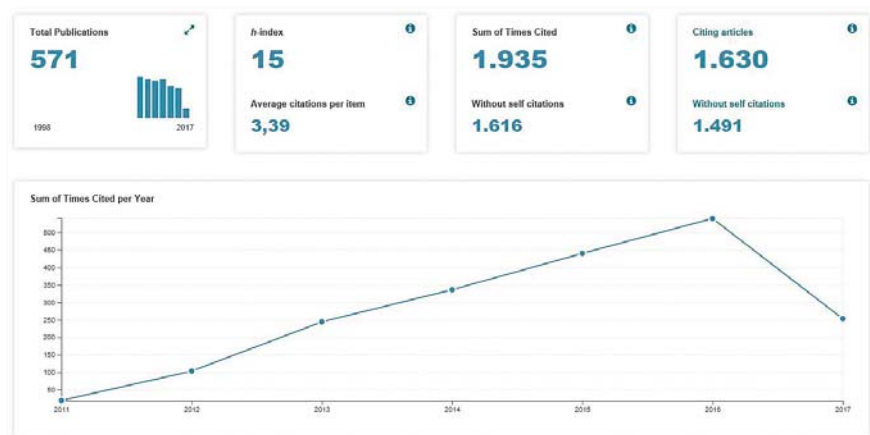 Total Publications
571
1998 2017
h-index
15
Average citations per item
3,39
Sum of Times Cited
1.935
Without self citations
1.616
Citing articles
1.630
Without self citations
1.491
Sum of Times Cited per Year
500
450
400
350
300
250
200
150
100
50
2011 2012 2013 2014 2015 2016 2017